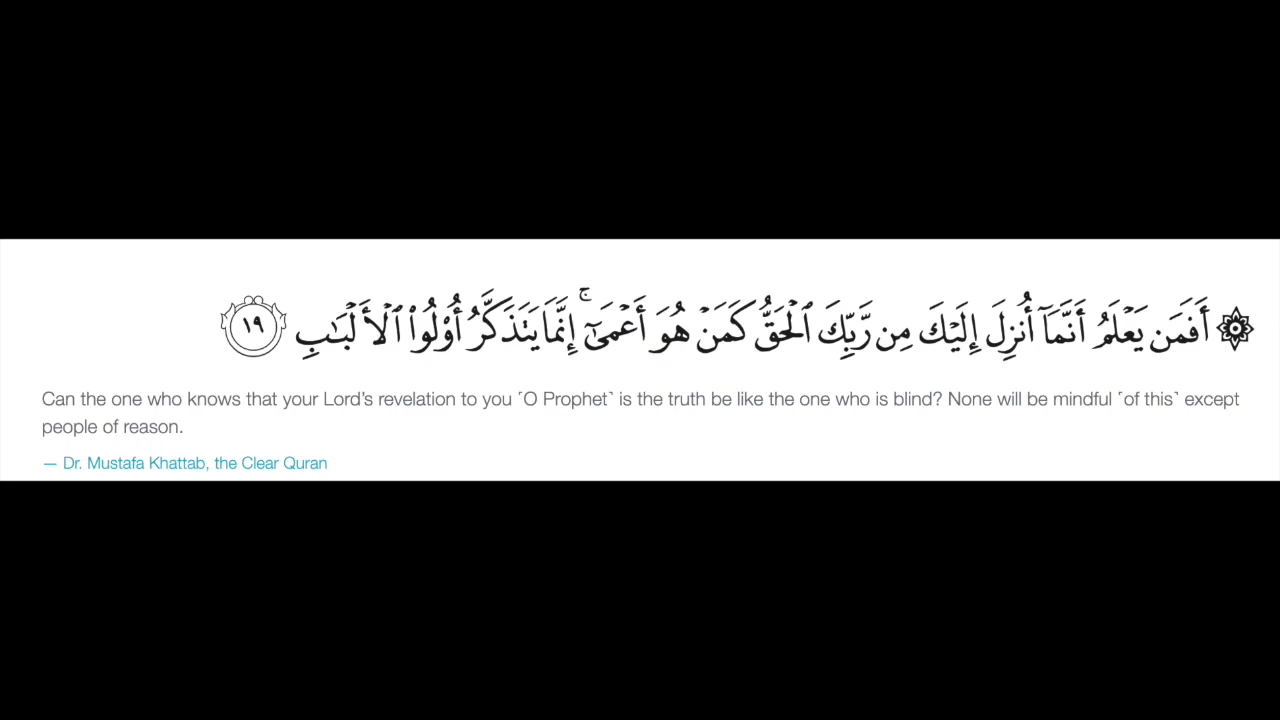 ۞ أَفَمَن يَعْلَمُ أَنَّمَآ أُنزِلَ إِلَيْكَ مِن رَّبِّكَ ٱلْحَقُّ كَمَنْ هُوَ أَعْمَىٰٓ ۚ إِنَّمَا يَتَذَكَّرُ أُو۟لُوا۟ ٱلْأَلْبَـٰبِ ١٩
Can the one who knows that your Lord’s revelation to you ˹O Prophet˺ is the truth be like the one who is blind? None will be mindful ˹of this˺ except
people of reason.
— Dr. Mustafa Khattab, the Clear Quran